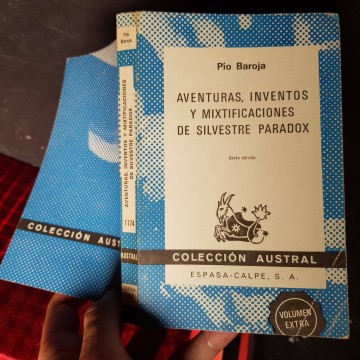 COLECCIÓN AUSTRAL
Pío
Baroja
AVENTURAS, INVENTOS Y MIXTIFICACIONES
DE SILVESTRE PARADOX
1174
AUSTRAL
Pío Baroja
AVENTURAS, INVENTOS
Y MIXTIFICACIONES
DE SILVESTRE PARADOX
Sexta edición
COLECCIÓN AUSTRAL
ESPASA-CALPE, S. A.
VOLUMEN
EXTRA